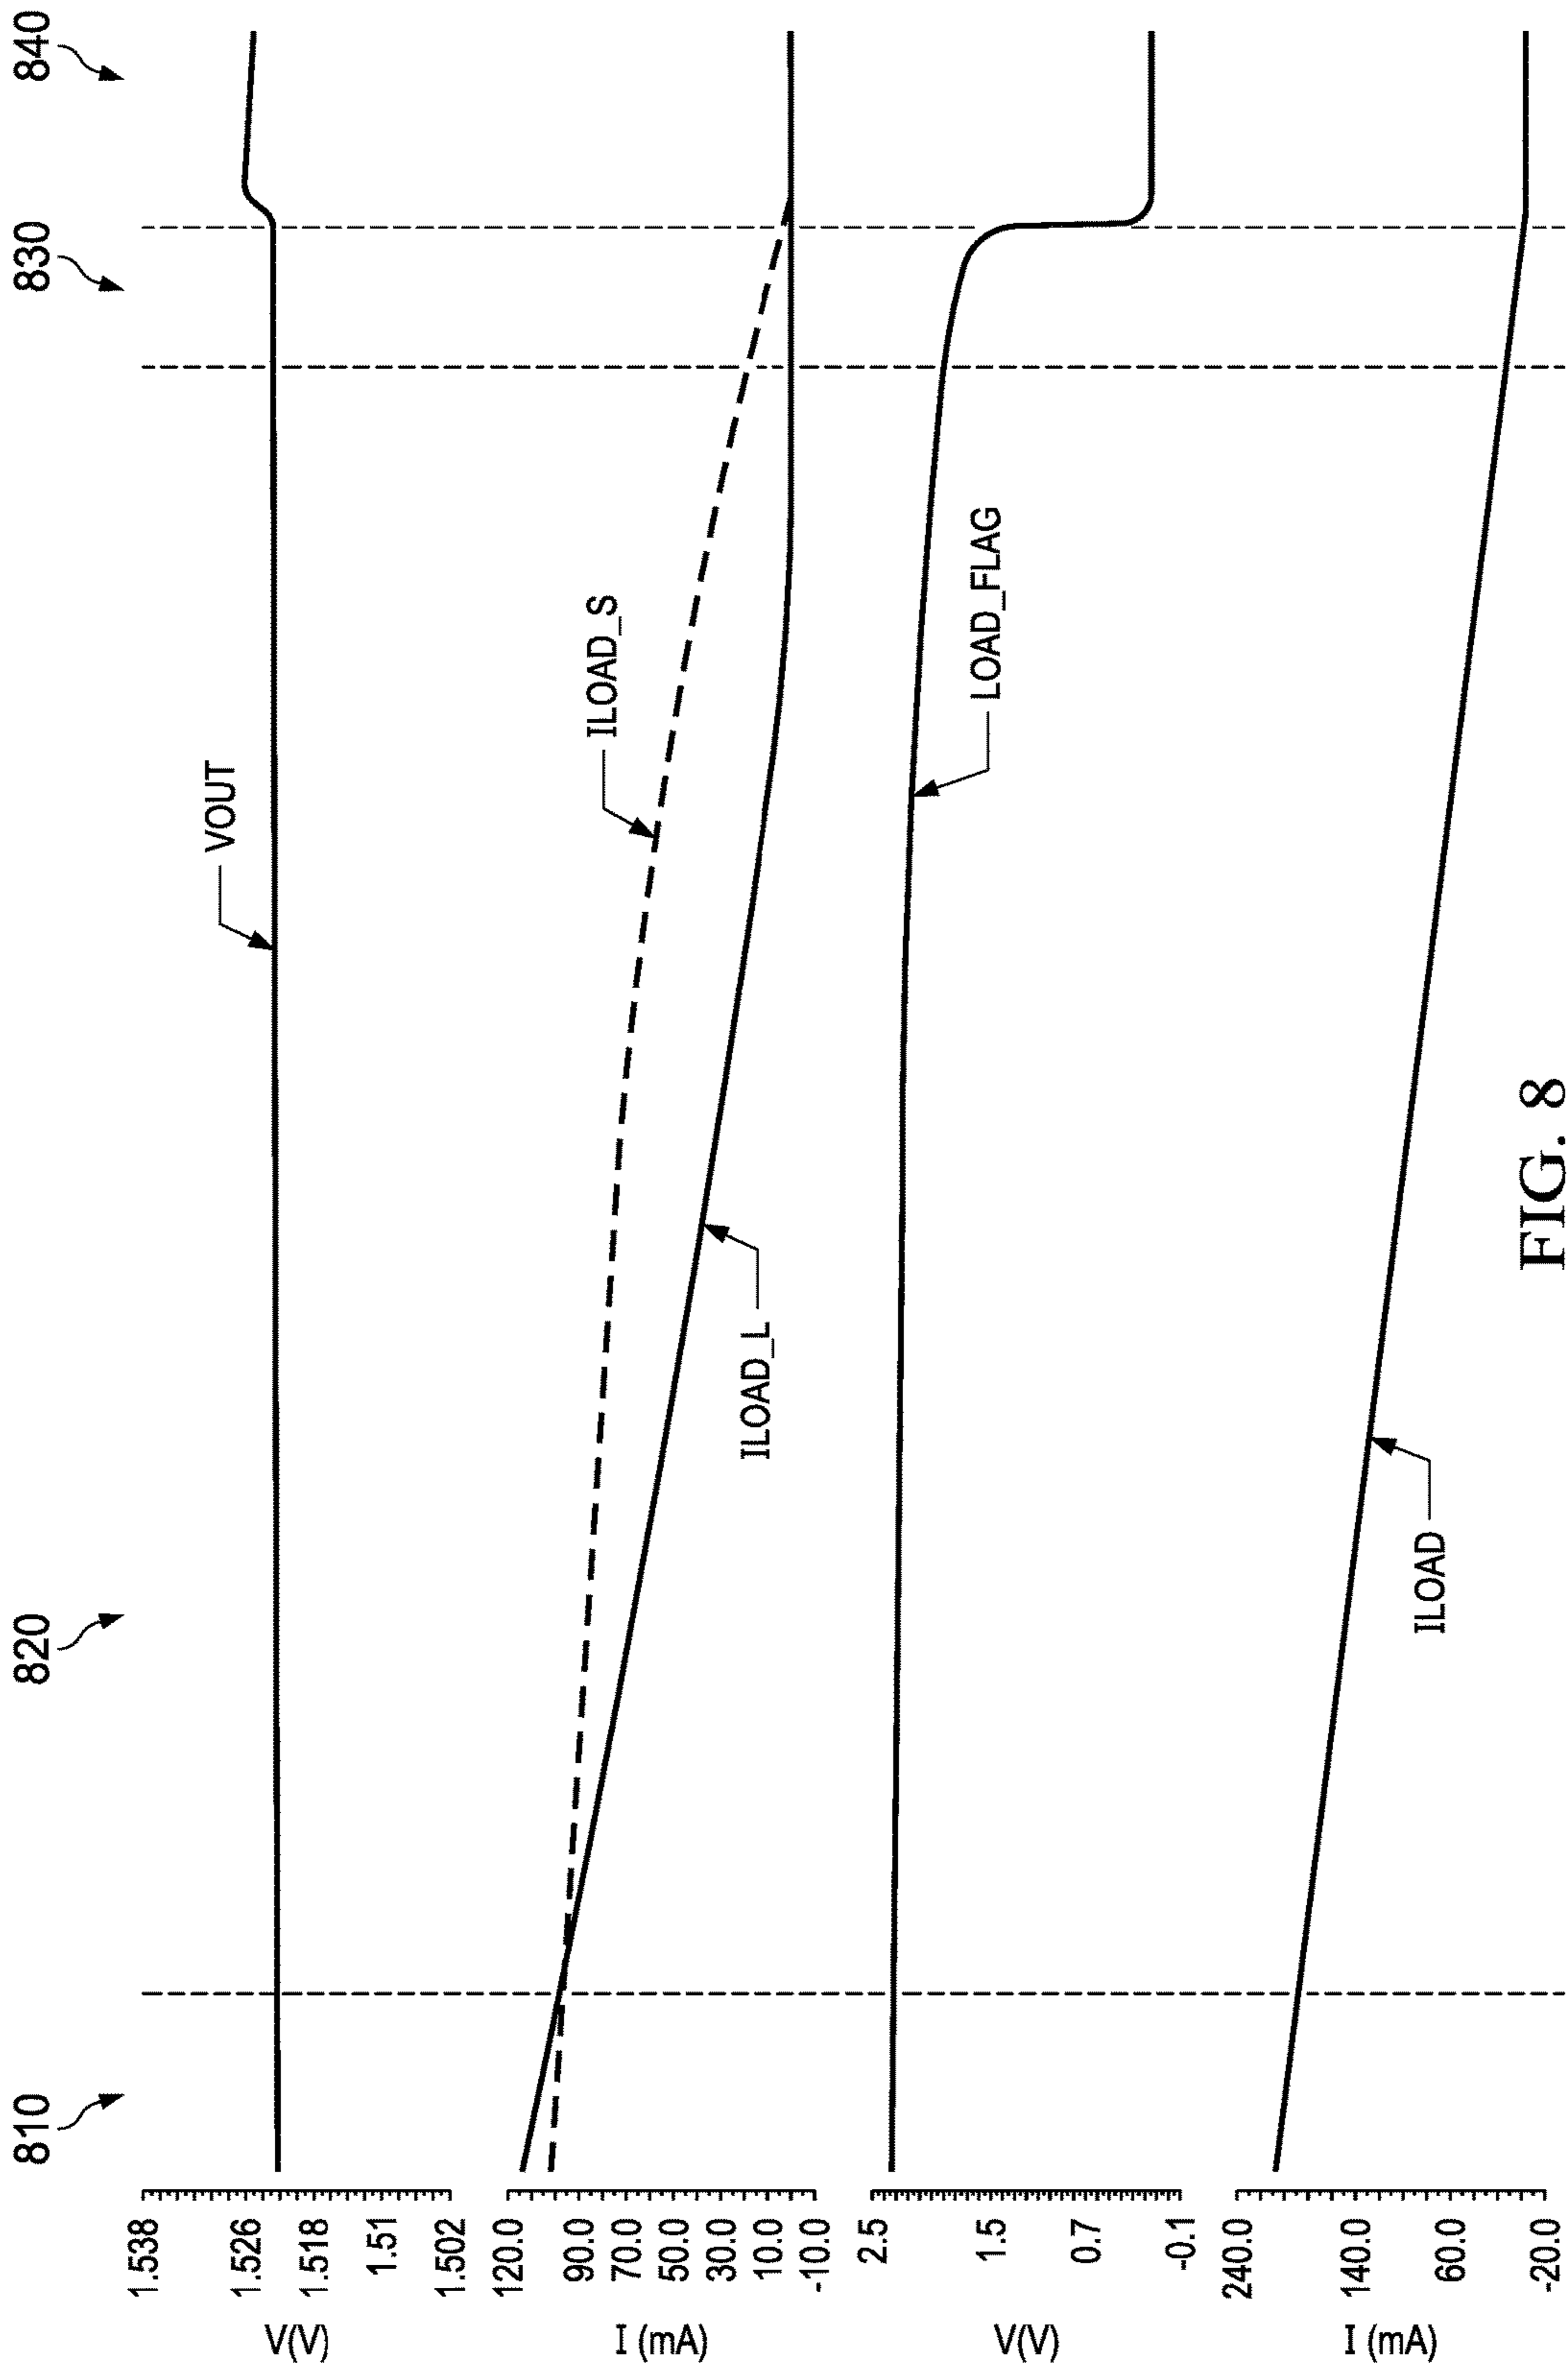 810
820
830
840
1.538
1.526
1.518
1.51
1.502
V(V)
VOUT
120.0
90.0
70.0
50.0
30.0
10.0
-10.0
I (mA)
ILOAD_S
ILOAD_L
2.5
1.5
0.7
-0.1
V(V)
LOAD_FLAG
240.0
140.0
60.0
-20.0
I (mA)
ILOAD
FIG. 8